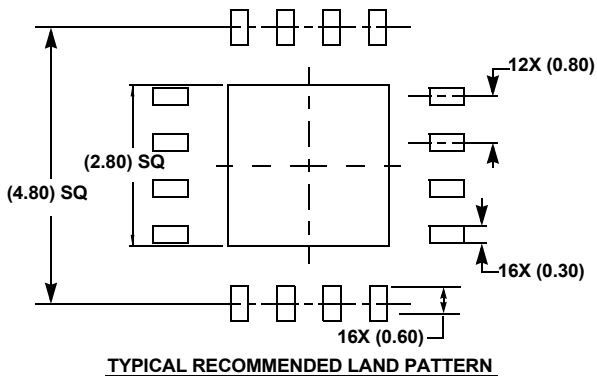 12X (0.80)
(2.80) SQ
(4.80) SQ
16X (0.30)
16X (0.60)
TYPICAL RECOMMENDED LAND PATTERN